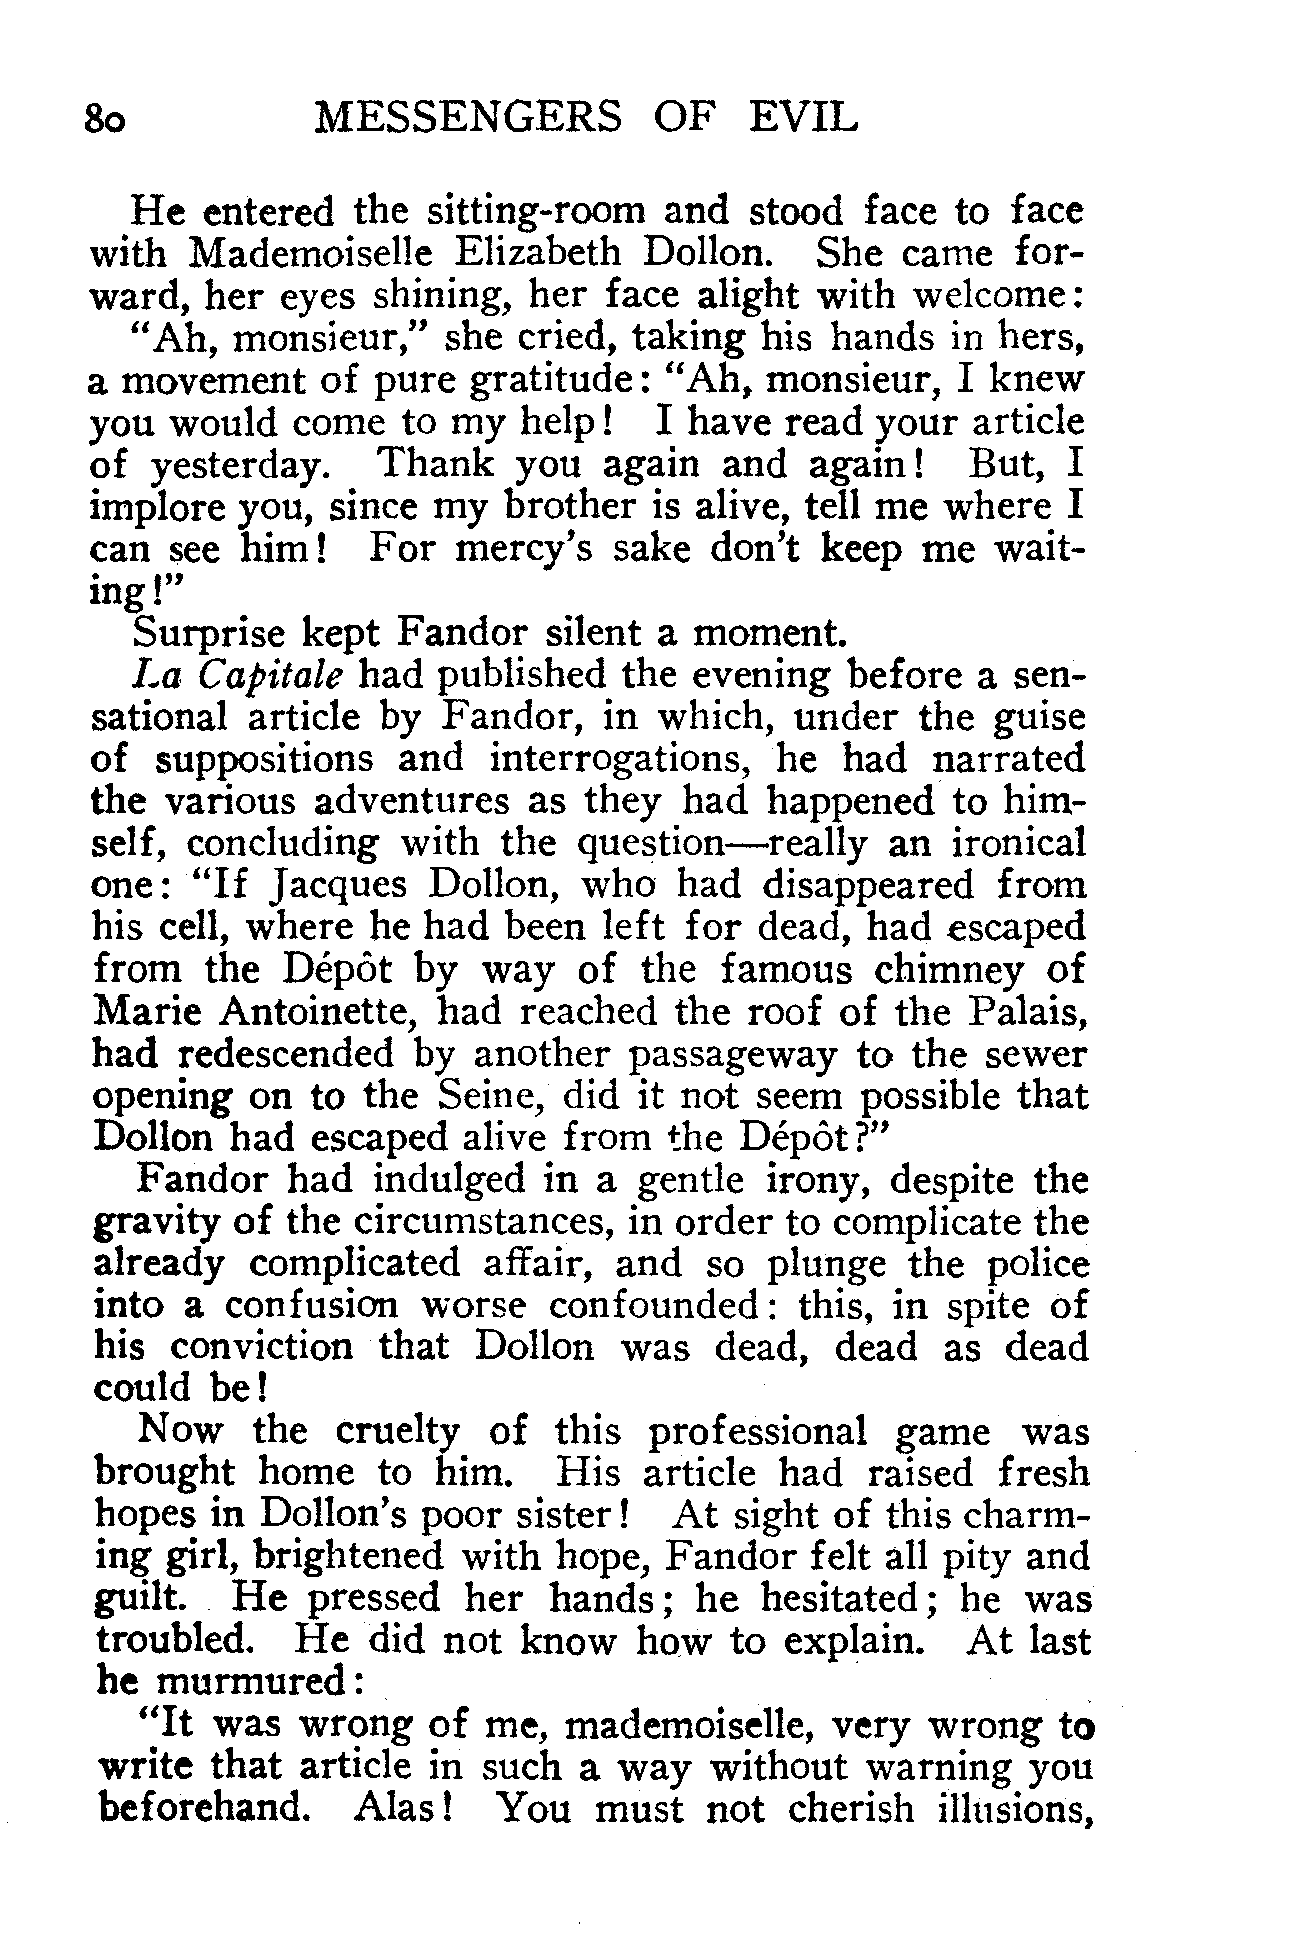 80 MESSENGERS OF EVIL
He entered the sitting-room and stood face to face
with Mademoiselle Elizabeth Dollon. She came for-
ward, her eyes shining, her face alight with welcome:
“Ah, monsieur,” she cried, taking his hands in hers,
a movement of pure gratitude: “Ah, monsieur, I knew
you would come to my help! I have read your article
of yesterday. Thank you again and again! But, I
implore you, since my brother is alive, tell me where I
can see him! For mercy’s sake don’t keep me wait-
ing!”
Surprise kept Fandor silent a moment.
La Capitale had published the evening before a sen-
sational article by Fandor, in which, under the guise
of suppositions and interrogations, he had narrated
the various adventures as they had happened to him-
self, concluding with the question—really an ironical
one: “If Jacques Dollon, who had disappeared from
his cell, where he had been left for dead, had escaped
from the Dépôt by way of the famous chimney of
Marie Antoinette, had reached the roof of the Palais,
had redescended by another passageway to the sewer
opening on to the Seine, did it not seem possible that
Dollon had escaped alive from the Dépôt?”
Fandor had indulged in a gentle irony, despite the
gravity of the circumstances, in order to complicate the
already complicated affair, and so plunge the police
into a confusion worse confounded: this, in spite of
his conviction that Dollon was dead, dead as dead
could be!
Now the cruelty of this professional game was
brought home to him. His article had raised fresh
hopes in Dollon’s poor sister! At sight of this charm-
ing girl, brightened with hope, Fandor felt all pity and
guilt. He pressed her hands; he hesitated; he was
troubled. He did not know how to explain. At last
he murmured:
“It was wrong of me, mademoiselle, very wrong to
write that article in such a way without warning you
beforehand. Alas! You must not cherish illusions,